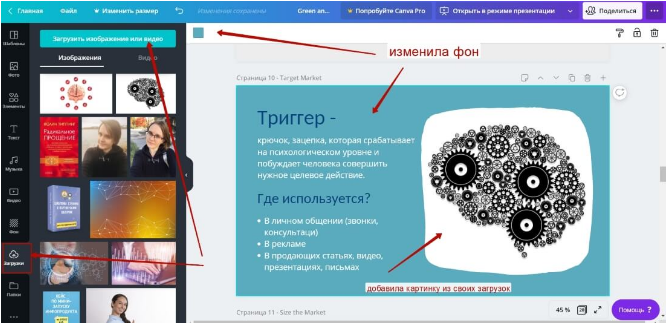 Главная
Файл
Изменить размер
Изменения сохранены
Green an...
Попробуйте Canva Pro
Открыть в режиме презентации
Поделиться
Шаблоны
Фото
Элементы
Текст
Музыка
Видео
Фон
Загрузки
Папки
Загрузить изображение или видео
Изображения
Видео
РАДИКАЛЬНОЕ
ПРОЩЕНИЕ
изменила фон
Страница 10 - Target Market
Триггер -
крючок, зацепка, которая срабатывает
на психологическом уровне и
побуждает человека совершить
нужное целевое действие.
Где используется?
• В личном общении (звонки,
консультаци)
• В рекламе
• В продающих статьях, видео,
презентациях, письмах
добавила картинку из своих загрузок
Страница 11 - Size the Market
45 %
Помощь ?